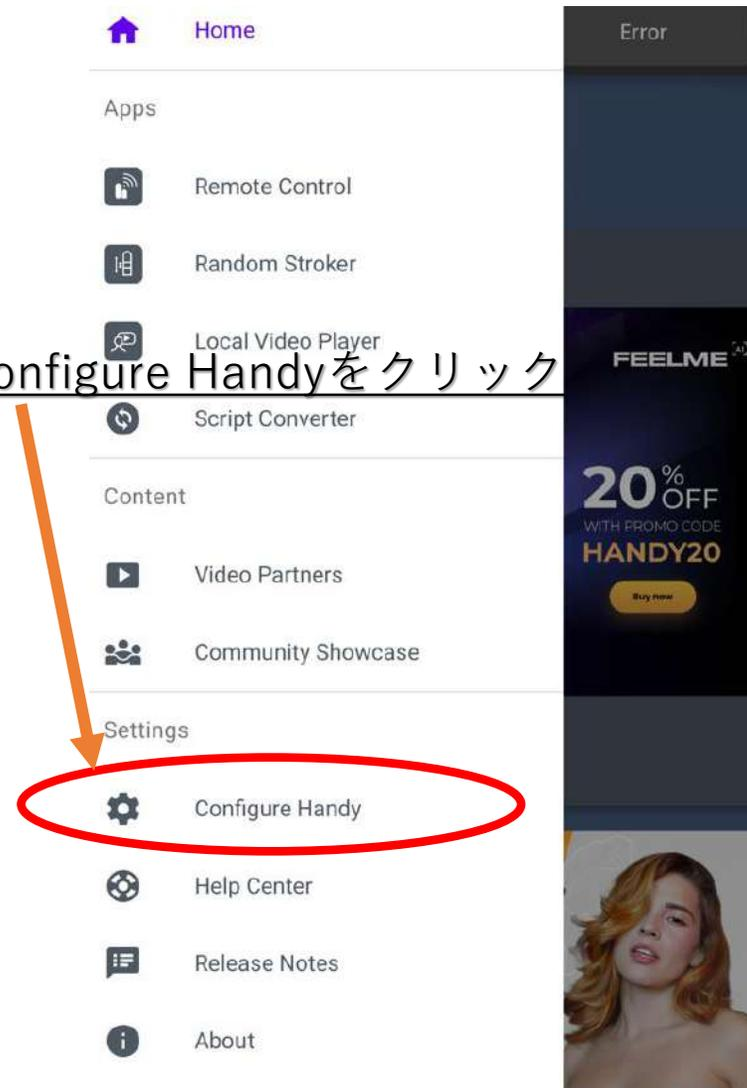 Home
Error
Apps
Remote Control
Random Stroker
Local Video Player
onfigure Handyをクリック
FEELME [AI]
Script Converter
Content
20% OFF
WITH PROMO CODE
HANDY20
Buy now
Video Partners
Community Showcase
Settings
Configure Handy
Help Center
Release Notes
About